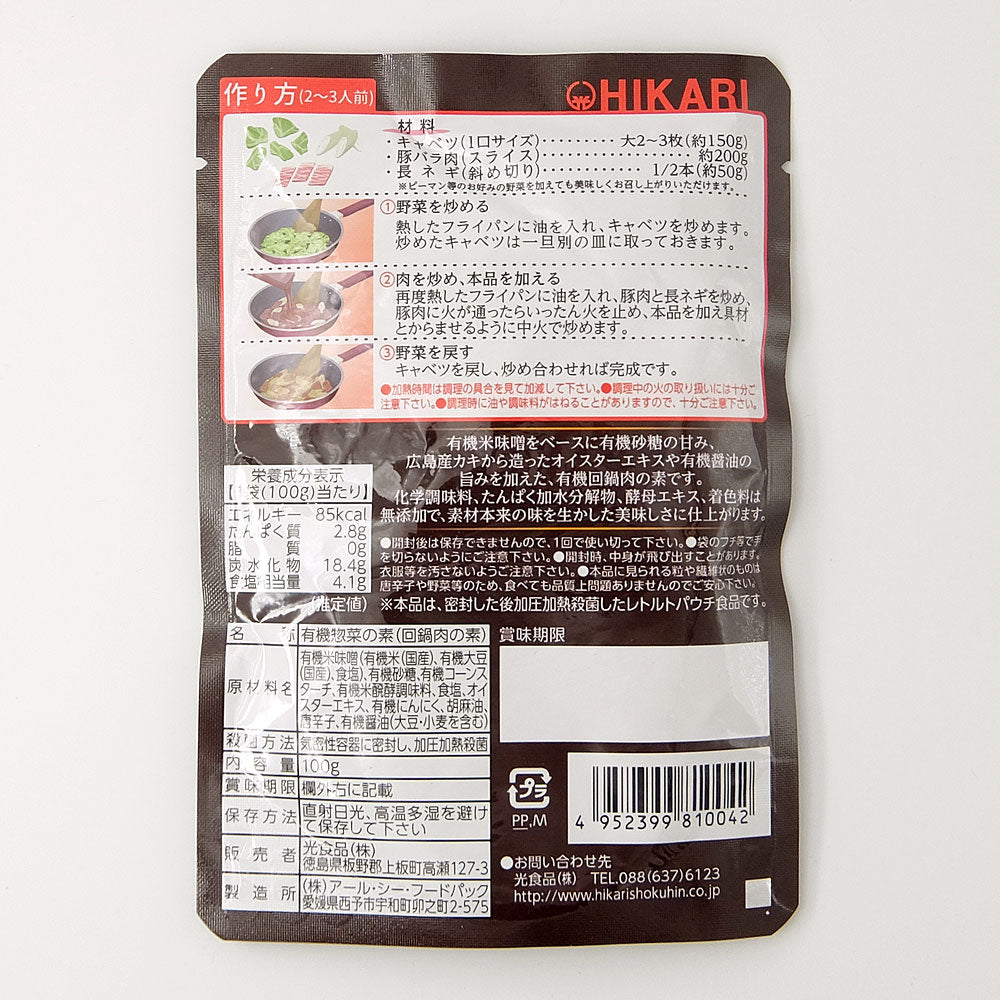 作り方(2〜3人前)
HIKARI
材料
・キャベツ(1口サイズ)・・・・・・・・・大2〜3枚(約150g)
・豚バラ肉(スライス)・・・・・・・・・・・・・・・・・約200g
・長ネギ(斜め切り)・・・・・・・・・・・・1/2本(約50g)
※ピーマン等のお好みの野菜を加えても美味しくお召し上がりいただけます。
①野菜を炒める
熱したフライパンに油を入れ、キャベツを炒めます。
炒めたキャベツは一旦別の皿に取っておきます。
②肉を炒め、本品を加える
再度熱したフライパンに油を入れ、豚肉と長ネギを炒め、
豚肉に火が通ったらいったん火を止め、本品を加え具材
とからませるように中火で炒めます。
③野菜を戻す
キャベツを戻し、炒め合わせれば完成です。
●加熱時間は調理の具合を見て加減して下さい。●調理中の火の取り扱いには十分ご
注意下さい。●調理時に油や調味料がはねることがありますので、十分ご注意下さい。
有機米味噌をベースに有機砂糖の甘み、
広島産カキから造ったオイスターエキスや有機醤油の
旨みを加えた、有機回鍋肉の素です。
化学調味料、たんぱく加水分解物、酵母エキス、着色料は
無添加で、素材本来の味を生かした美味しさに仕上がります。
栄養成分表示
【1袋(100g)当たり】
エネルギー 85kcal
たんぱく質 2.8g
脂質 0g
炭水化物 18.4g
食塩相当量 4.1g
(推定値)
●開封後は保存できませんので、1回で使い切って下さい。●袋のフチ等で手
を切らないようにご注意下さい。●開封時、中身が飛び出すことがあります。
衣服等を汚さないようご注意下さい。●本品に見られる粒や繊維状のものは
唐辛子や野菜等のため、食べても品質上問題ありませんのでご安心下さい。
※本品は、密封した後加圧加熱殺菌したレトルトパウチ食品です。
名称 有機惣菜の素(回鍋肉の素)
原材料名 有機米味噌(有機米(国産)、有機大豆
(国産)、食塩)、有機砂糖、有機コーンス
ターチ、有機米醗酵調味料、食塩、オイ
スターエキス、有機にんにく、胡麻油、
唐辛子、有機醤油(大豆・小麦を含む)
殺菌方法 気密性容器に密封し、加圧加熱殺菌
内容量 100g
賞味期限 欄外右に記載
保存方法 直射日光、高温多湿を避け
て保存して下さい
販売者 光食品(株)
徳島県板野郡上板町高瀬127-3
製造所 (株)アール・シー・フードパック
愛媛県西予市宇和町卯之町2-575
賞味期限
プラ
PP,M
4 952399 810042
●お問い合わせ先
光食品(株) TEL.088(637)6123
http://www.hikarishokuhin.co.jp